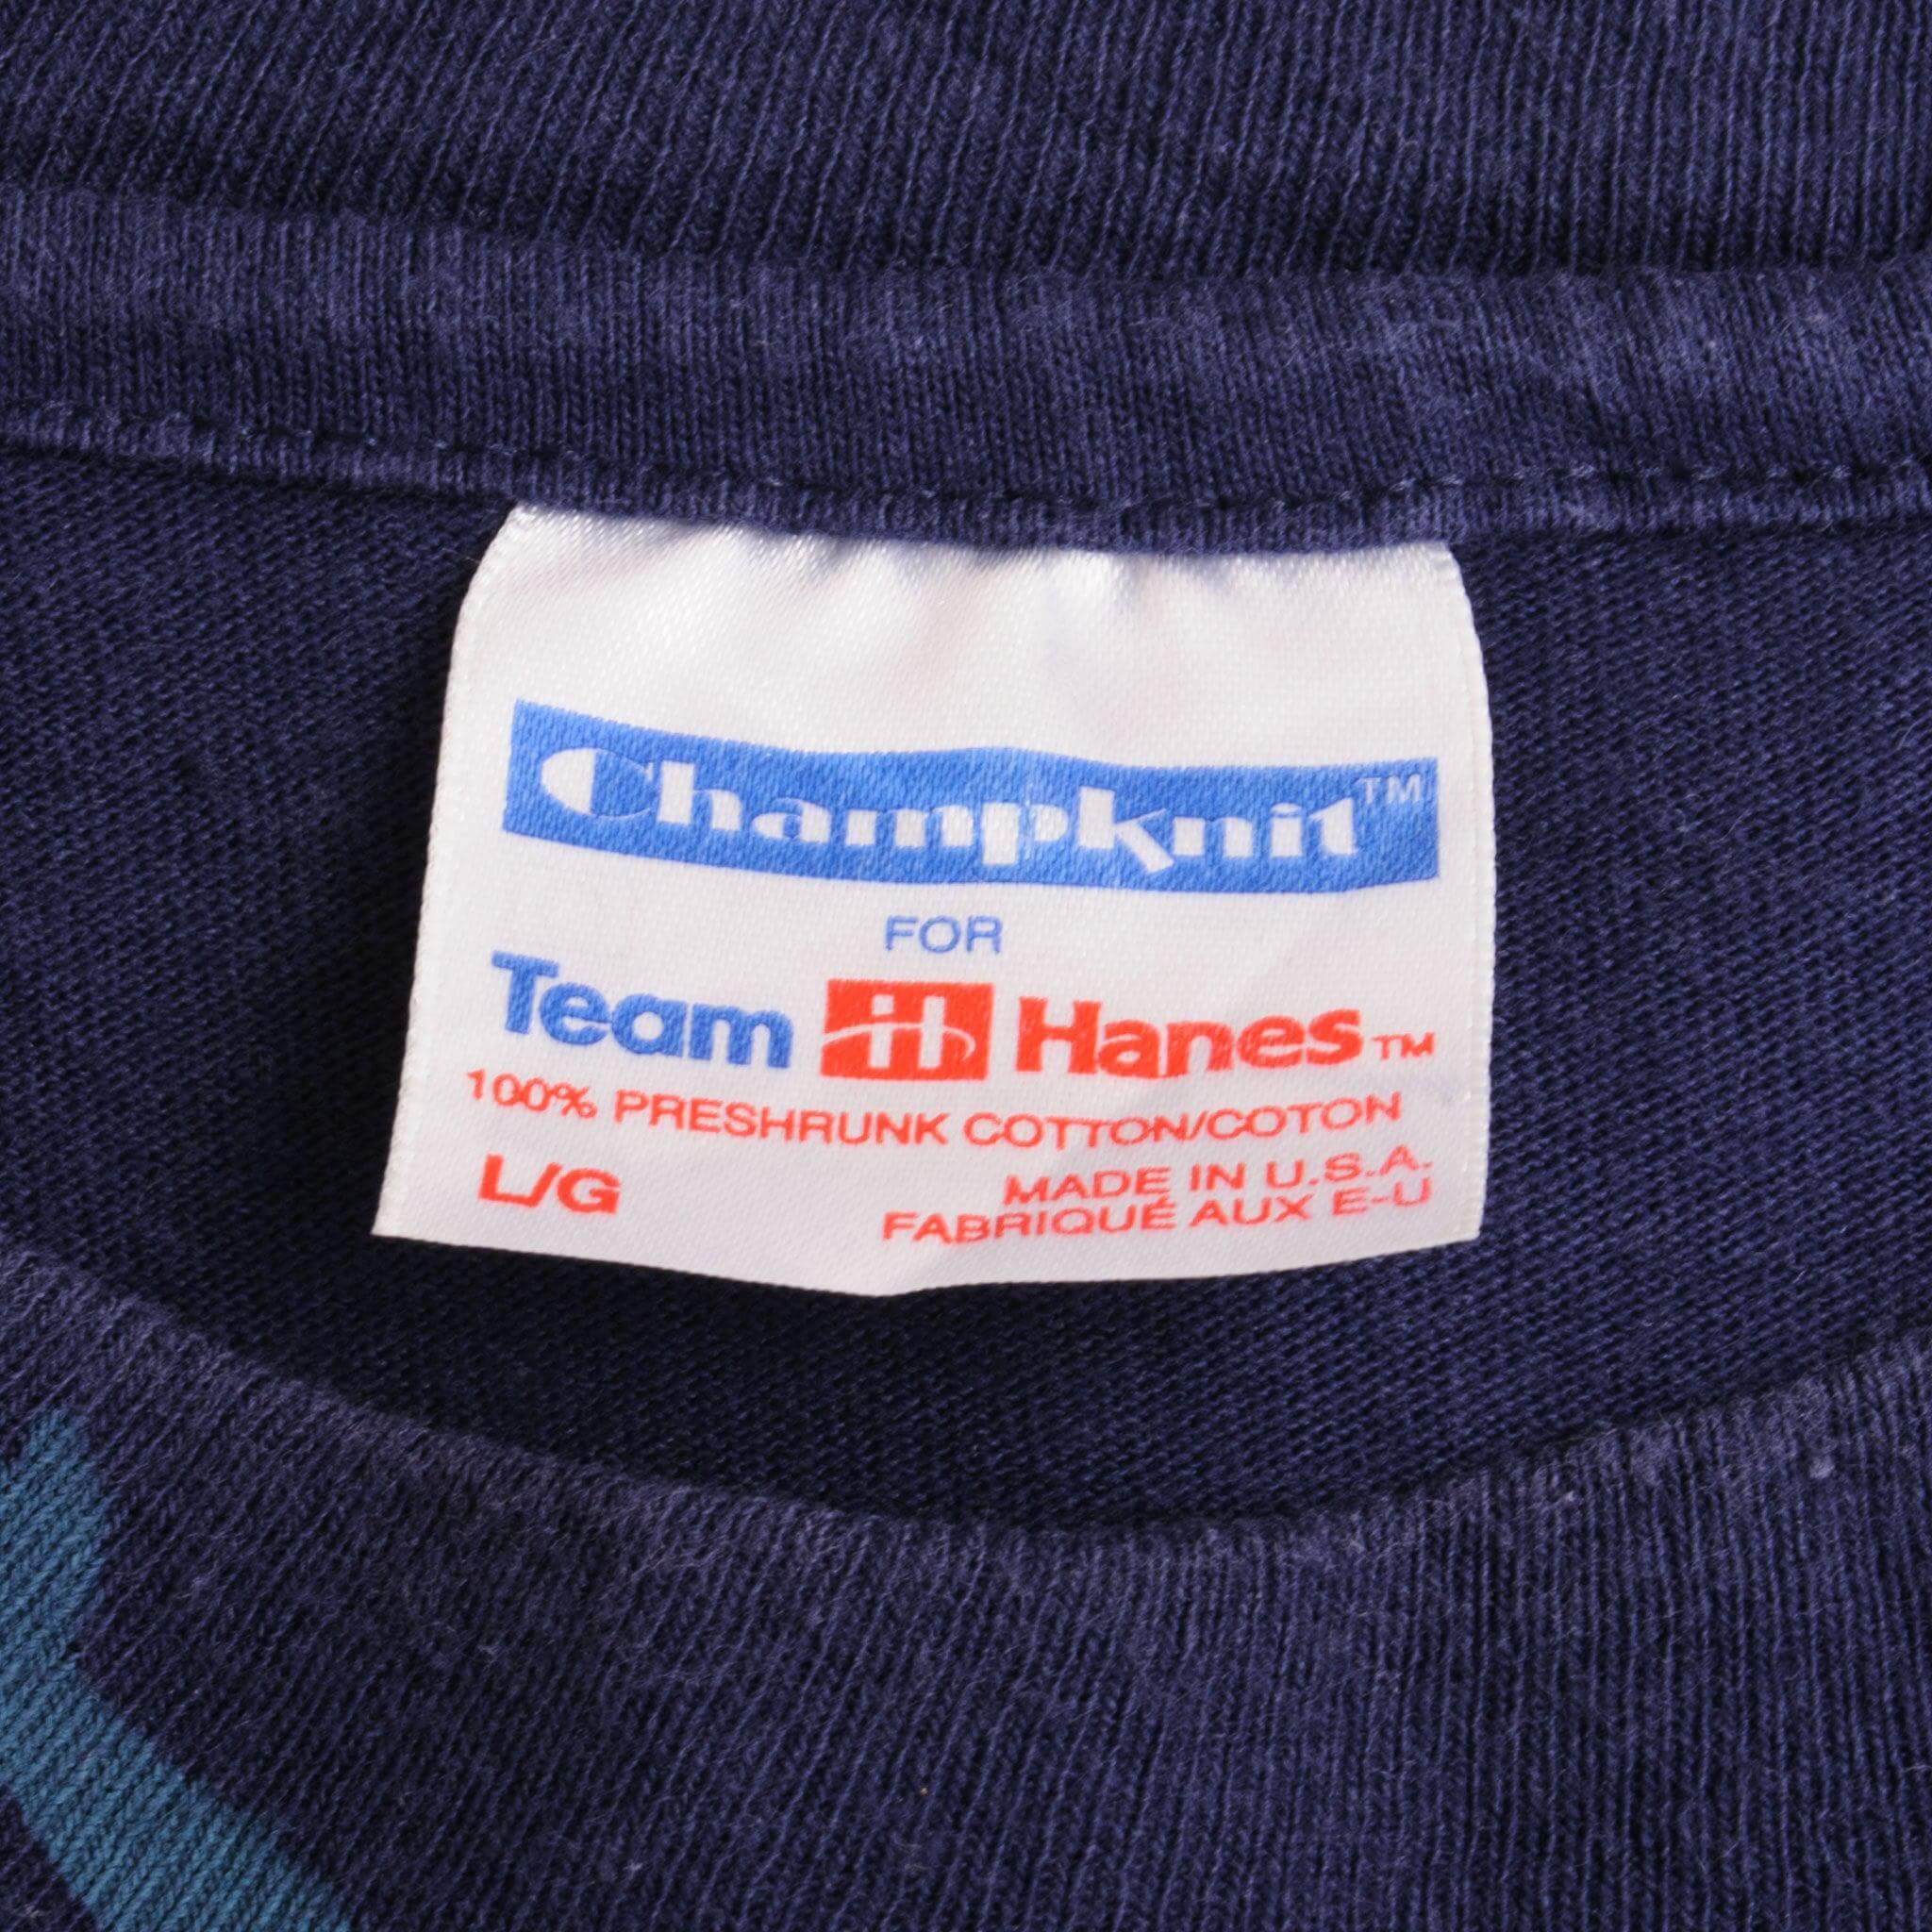 Champknit™
FOR
Team H Hanes™
100% PRESHRUNK COTTON/COTON
L/G
MADE IN U.S.A.
FABRIQUÉ AUX E-U